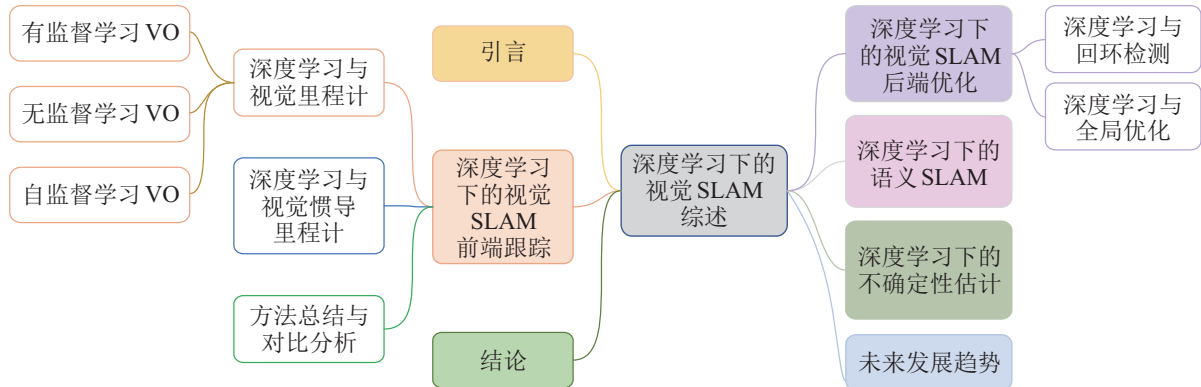 有监督学习 VO
无监督学习 VO
自监督学习 VO
深度学习与
视觉里程计
深度学习与
视觉惯导
里程计
方法总结与
对比分析
引言
深度学习
下的视觉
SLAM
前端跟踪
结论
深度学习下的
视觉 SLAM
综述
深度学习下
的视觉 SLAM
后端优化
深度学习下的
语义 SLAM
深度学习下的
不确定性估计
未来发展趋势
深度学习与
回环检测
深度学习与
全局优化